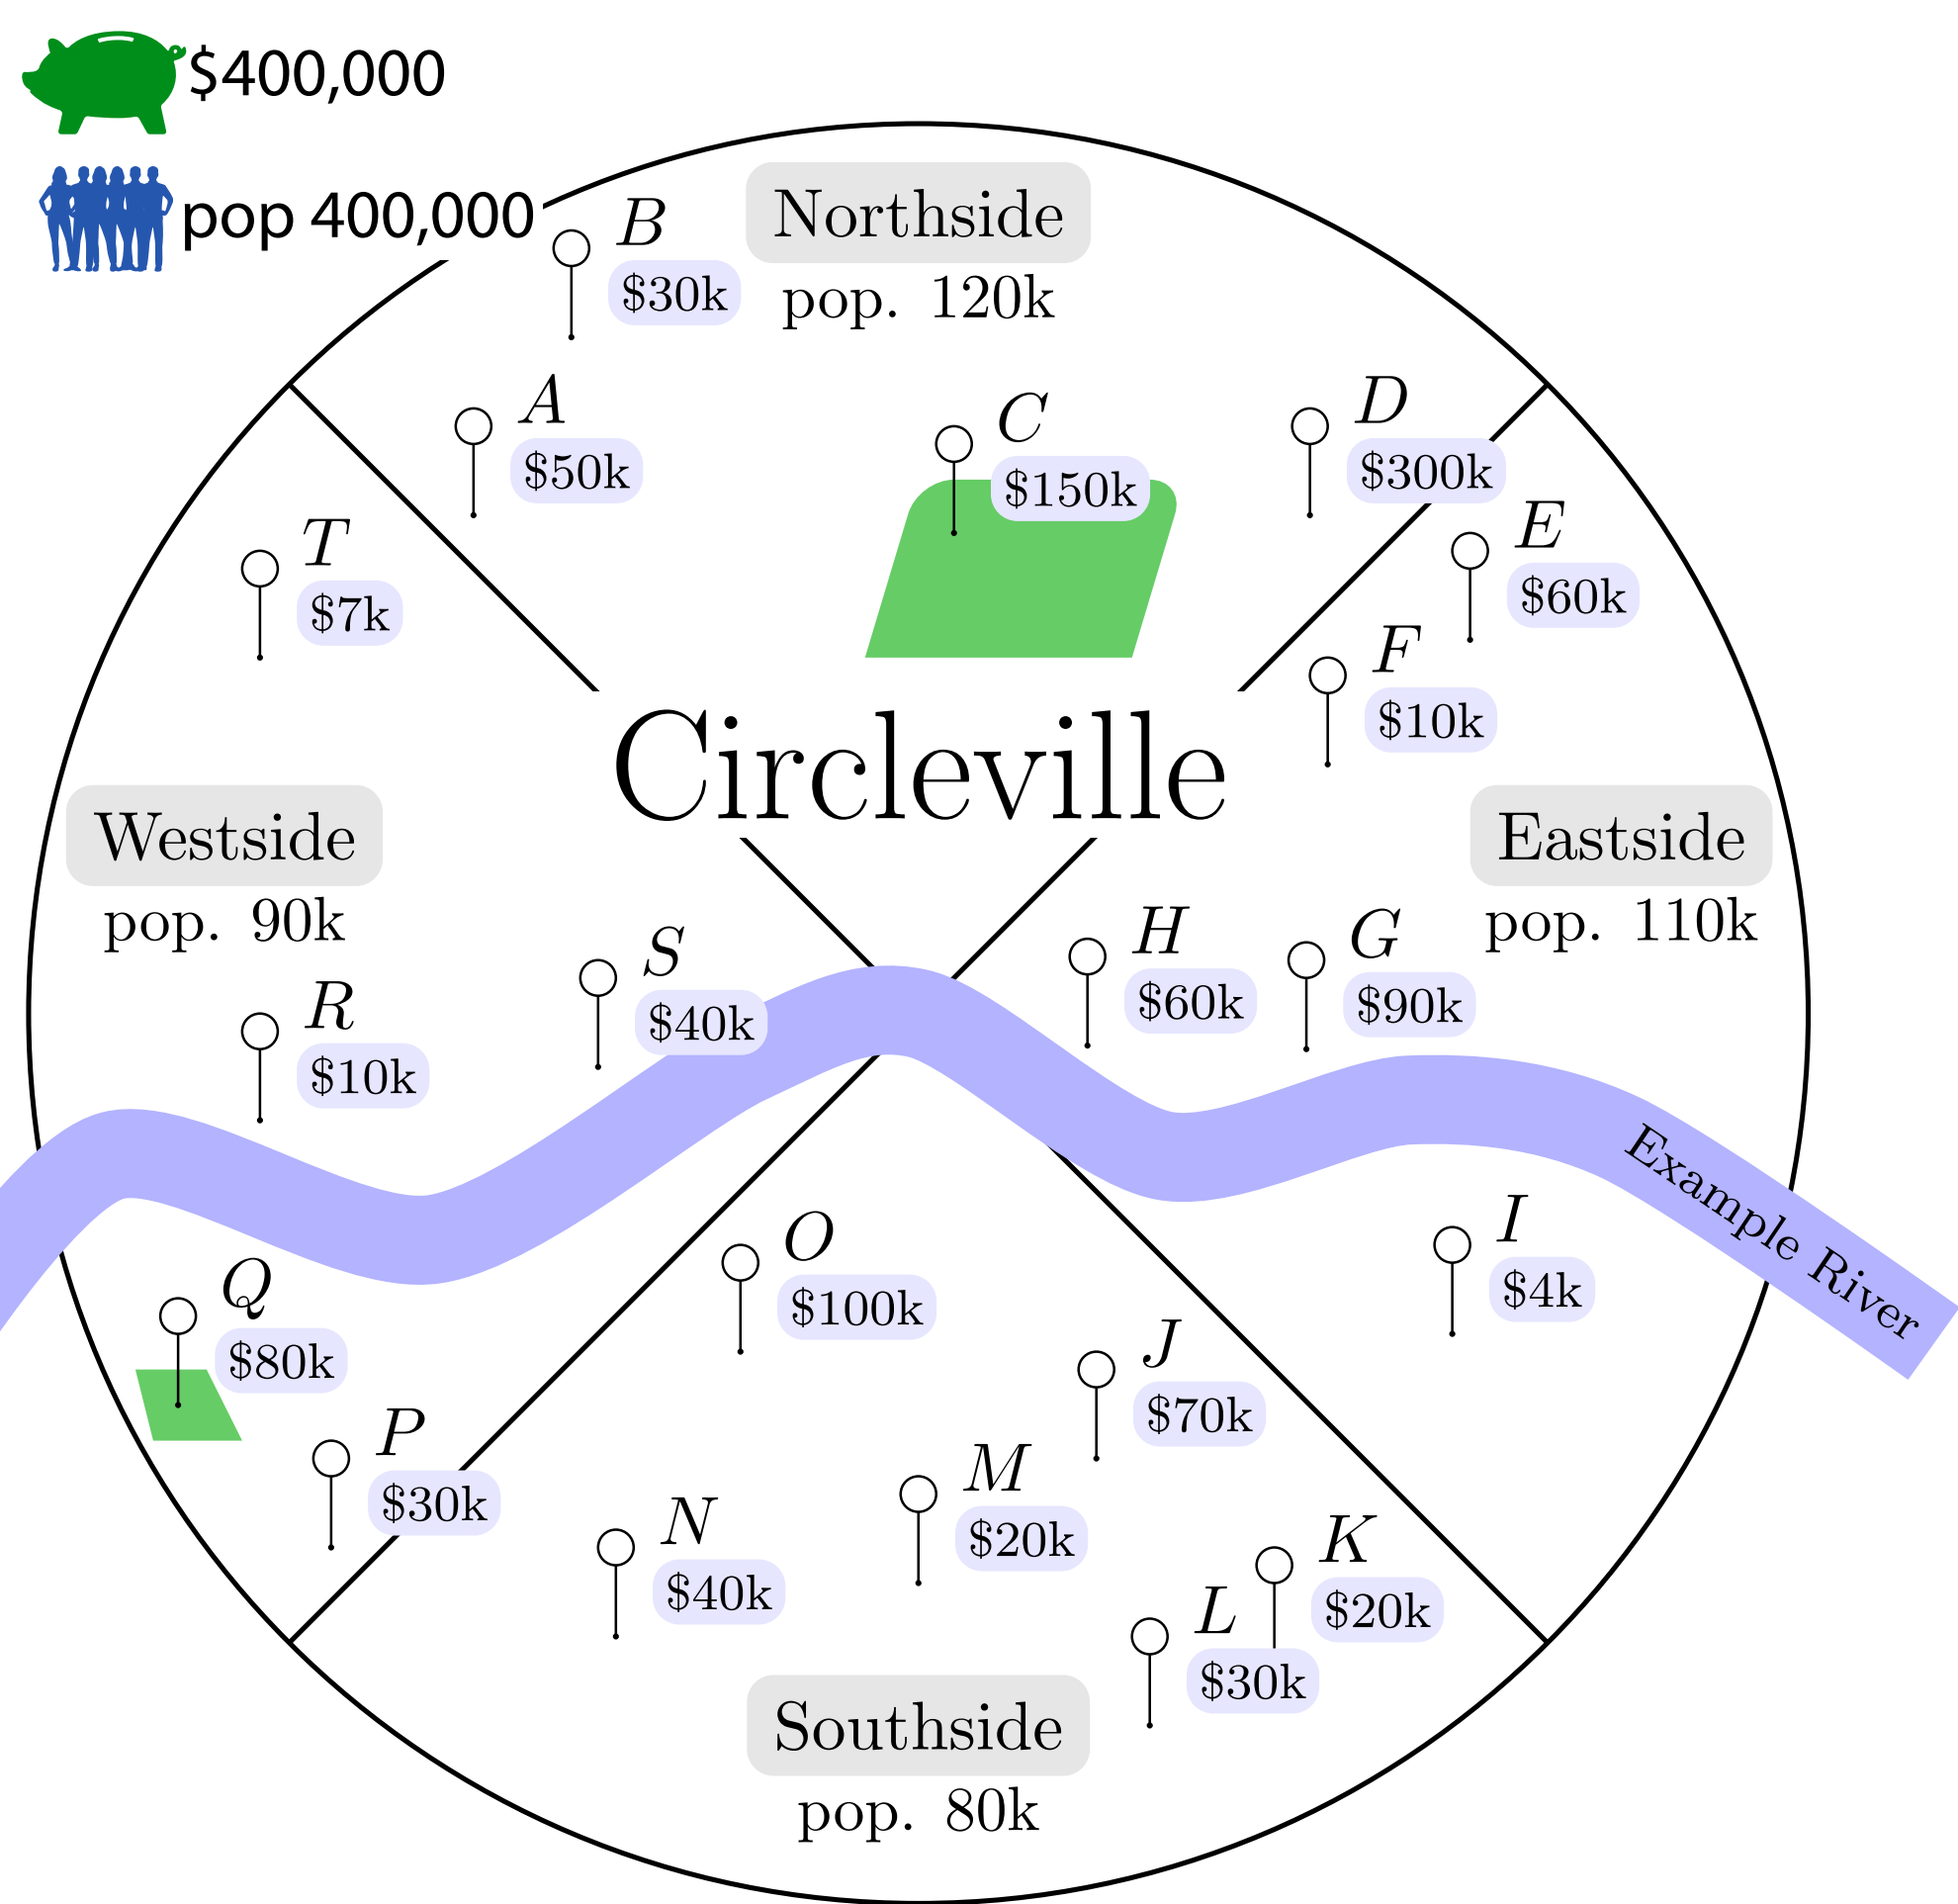 $400,000
pop 400,000
B
$30k
Northside
pop. 120k
A
$50k
C
$150k
D
$300k
T
$7k
E
$60k
F
$10k
Circleville
Westside
pop. 90k
Eastside
pop. 110k
S
$40k
H
$60k
G
$90k
R
$10k
Example River
I
$4k
O
$100k
Q
$80k
J
$70k
P
$30k
M
$20k
N
$40k
K
$20k
L
$30k
Southside
pop. 80k